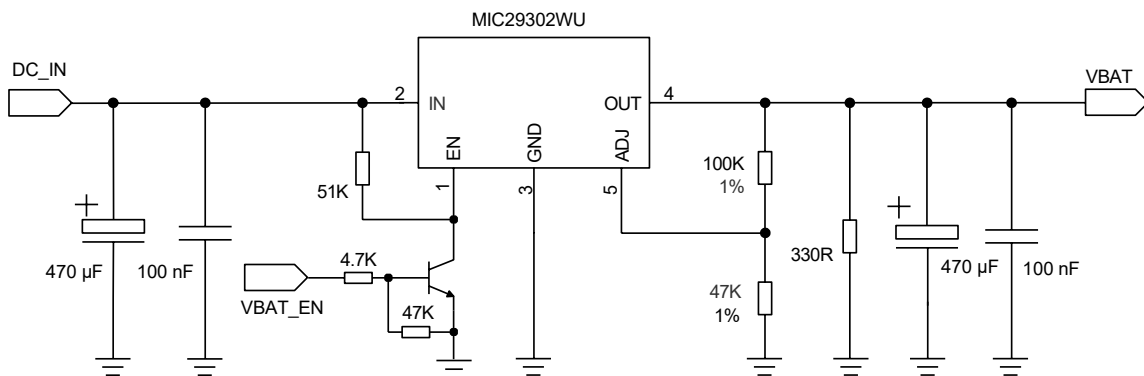 MIC29302WU
DC_IN
VBAT
2
IN
OUT
4
EN
GND
ADJ
1
3
5
51K
100K
1%
470 µF
100 nF
4.7K
VBAT_EN
47K
47K
1%
330R
470 µF
100 nF